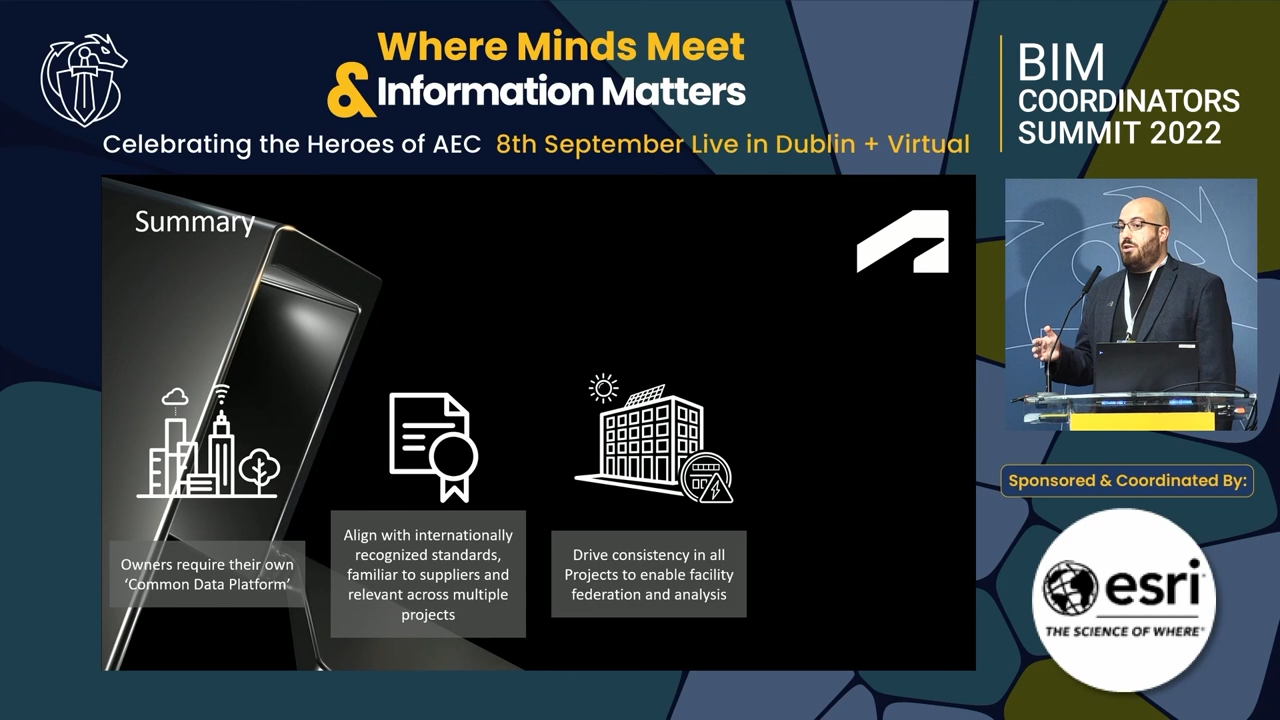 Where Minds Meet
& Information Matters
Celebrating the Heroes of AEC 8th September Live in Dublin + Virtual
BIM
COORDINATORS
SUMMIT 2022
Summary
Owners require their own
‘Common Data Platform’
Align with internationally
recognized standards,
familiar to suppliers and
relevant across multiple
projects
Drive consistency in all
Projects to enable facility
federation and analysis
Sponsored & Coordinated By:
esri
THE SCIENCE OF WHERE®